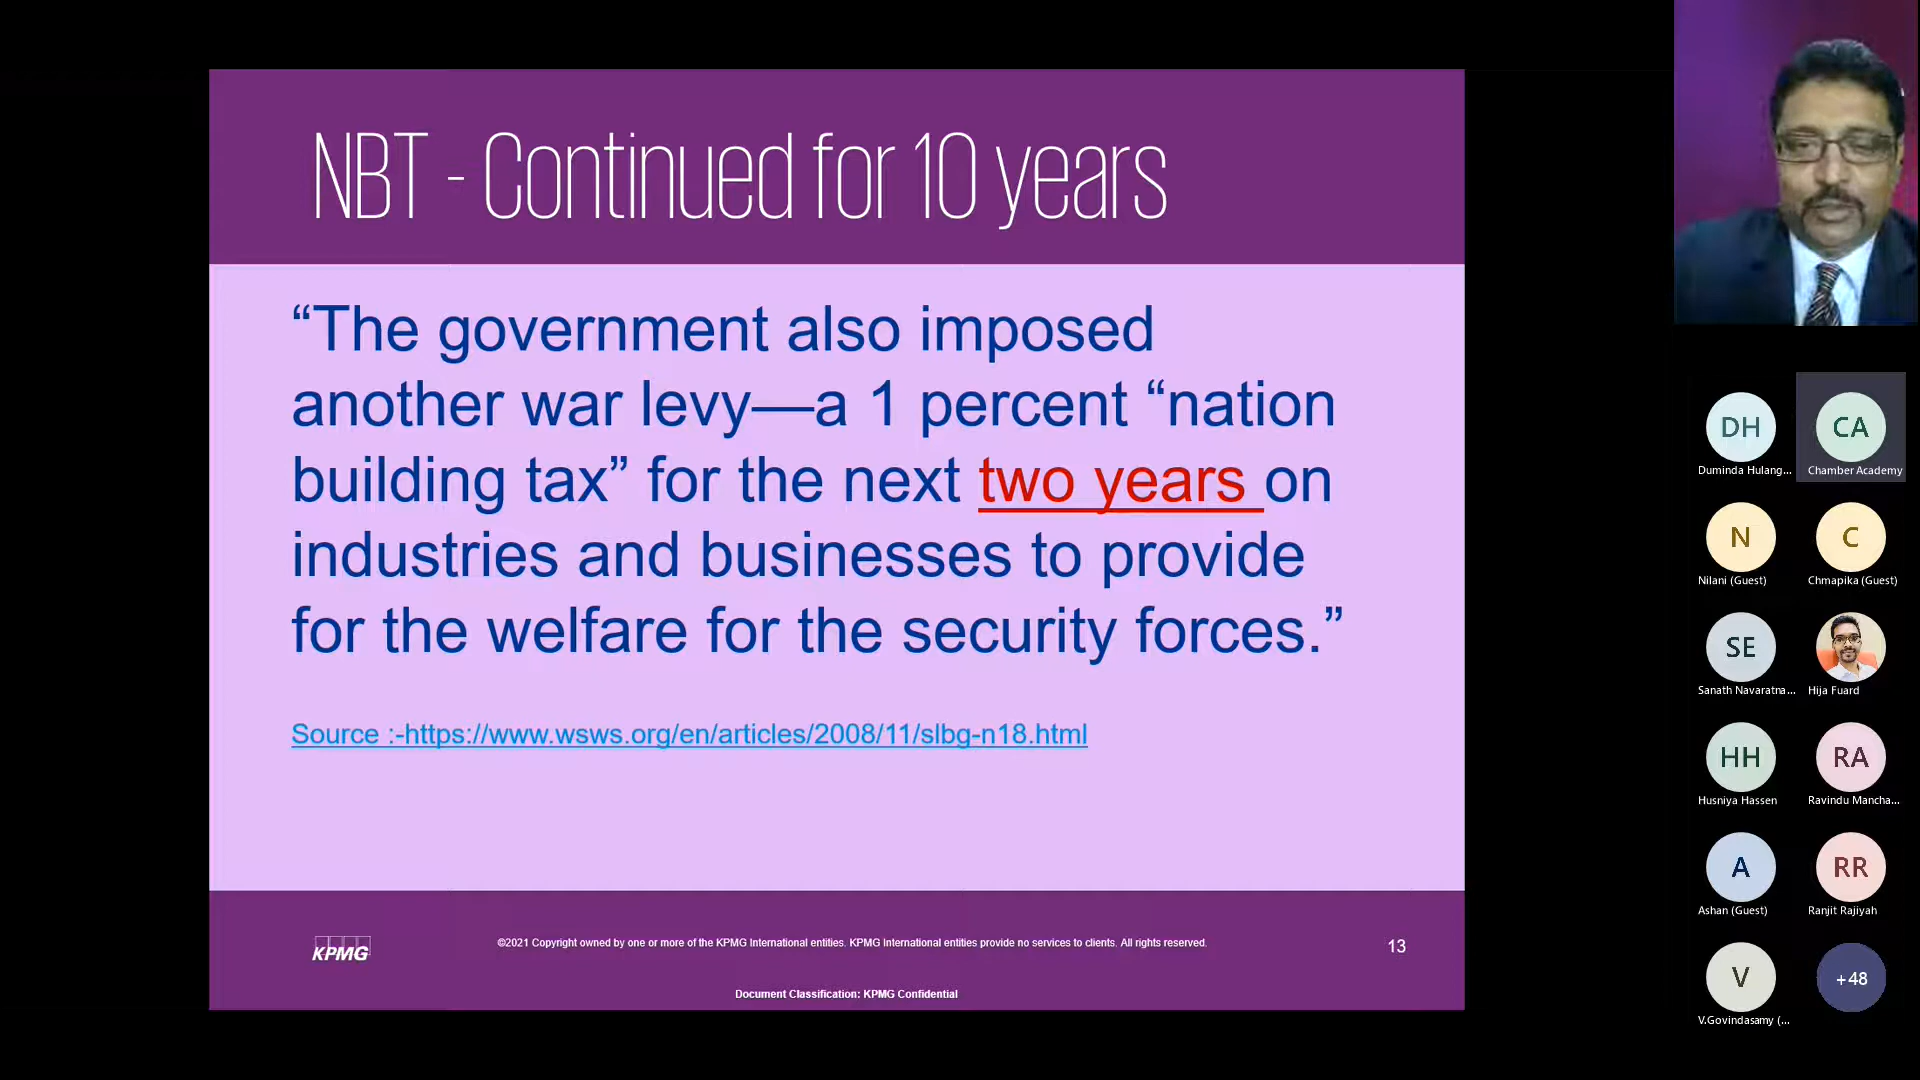 NBT - Continued for 10 years
“The government also imposed
another war levy—a 1 percent “nation
building tax” for the next two years on
industries and businesses to provide
for the welfare for the security forces.”
Source :-https://www.wsws.org/en/articles/2008/11/slbg-n18.html
KPMG
©2021 Copyright owned by one or more of the KPMG International entities. KPMG International entities provide no services to clients. All rights reserved.
13
Document Classification: KPMG Confidential
DH
CA
Duminda Hulang...
Chamber Academy
N
C
Nilani (Guest)
Chmapika (Guest)
SE
Sanath Navaratna...
Hija Fuard
HH
RA
Husniya Hassen
Ravindu Mancha...
A
RR
Ashan (Guest)
Ranjit Rajiyah
V
+48
V.Govindasamy (...